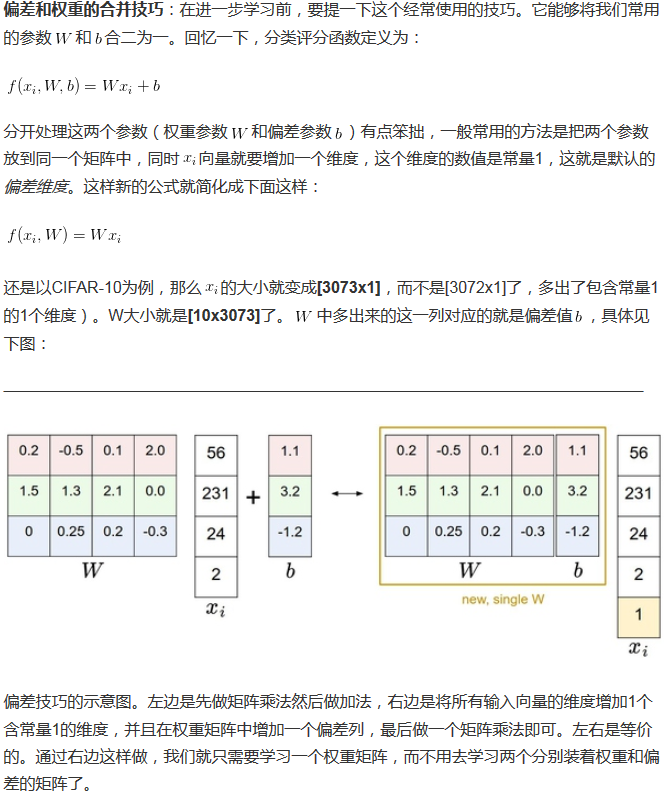 偏差和权重的合并技巧：在进一步学习前，要提一下这个经常使用的技巧。它能够将我们常用
的参数 W 和 b 合二为一。回忆一下，分类评分函数定义为：
f(xi, W, b) = Wxi + b
分开处理这两个参数（权重参数 W 和偏差参数 b ）有点笨拙，一般常用的方法是把两个参数
放到同一个矩阵中，同时 xi 向量就要增加一个维度，这个维度的数值是常量1，这就是默认的
偏差维度。这样新的公式就简化成下面这样：
f(xi, W) = Wxi
还是以CIFAR-10为例，那么 xi 的大小就变成[3073x1]，而不是[3072x1]了，多出了包含常量1
的1个维度）。W大小就是[10x3073]了。 W 中多出来的这一列对应的就是偏差值 b ，具体见
下图：
0.2 -0.5 0.1 2.0 56 1.1 0.2 -0.5 0.1 2.0 1.1 56
1.5 1.3 2.1 0.0 231 + 3.2 ↔ 1.5 1.3 2.1 0.0 3.2 231
0 0.25 0.2 -0.3 24 -1.2 0 0.25 0.2 -0.3 -1.2 24
W 2 b W b 2
xi new, single W 1
xi
偏差技巧的示意图。左边是先做矩阵乘法然后做加法，右边是将所有输入向量的维度增加1个
含常量1的维度，并且在权重矩阵中增加一个偏差列，最后做一个矩阵乘法即可。左右是等价
的。通过右边这样做，我们就只需要学习一个权重矩阵，而不用去学习两个分别装着权重和偏
差的矩阵了。